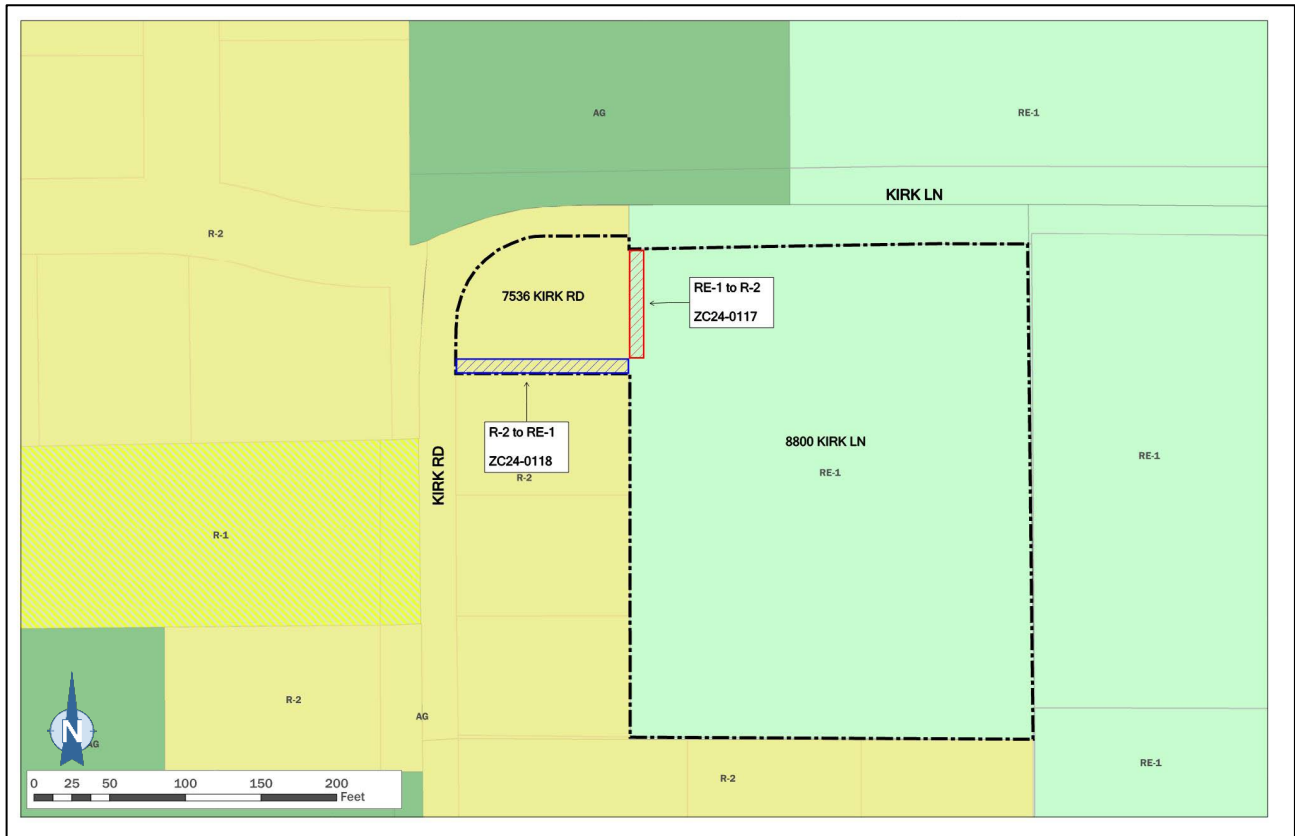 AG
RE-1
KIRK LN
R-2
7536 KIRK RD
RE-1 to R-2
ZC24-0117
R-2 to RE-1
ZC24-0118
R-2
KIRK RD
8800 KIRK LN
RE-1
RE-1
R-1
R-2
AG
N
AG
R-2
RE-1
0 25 50 100 150 200
Feet